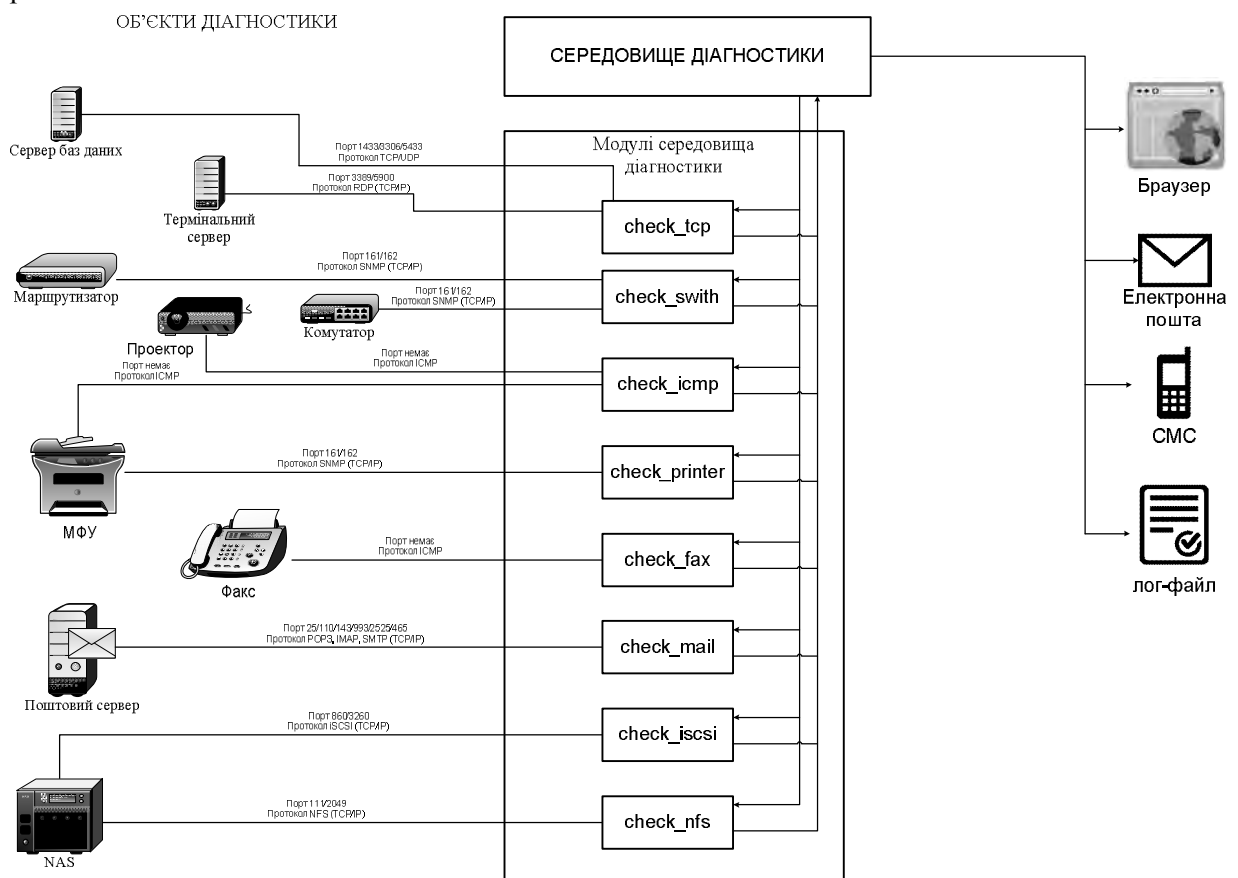 ОБ’ЄКТИ ДІАГНОСТИКИ
СЕРЕДОВИЩЕ ДІАГНОСТИКИ
Модулі середовища
діагностики
Сервер баз даних
Порт 1433/3306/5433
Протокол TCP/UDP
Термінальний
сервер
Порт 3389/5900
Протокол RDP (TCP/IP)
check_tcp
Маршрутизатор
Порт 161/162
Протокол SNMP (TCP/IP)
check_swith
Комутатор
Порт 161/162
Протокол SNMP (TCP/IP)
Проектор
Порт немає
Протокол ICMP
Порт немає
Протокол ICMP
check_icmp
МФУ
Порт 161/162
Протокол SNMP (TCP/IP)
check_printer
Факс
Порт немає
Протокол ICMP
check_fax
Поштовий сервер
Порт 25/110/143/993/2525/465
Протокол POP3, IMAP, SMTP (TCP/IP)
check_mail
Порт 860/3260
Протокол iSCSI (TCP/IP)
check_iscsi
NAS
Порт 111/2049
Протокол NFS (TCP/IP)
check_nfs
Браузер
Електронна
пошта
СМС
лог-файл